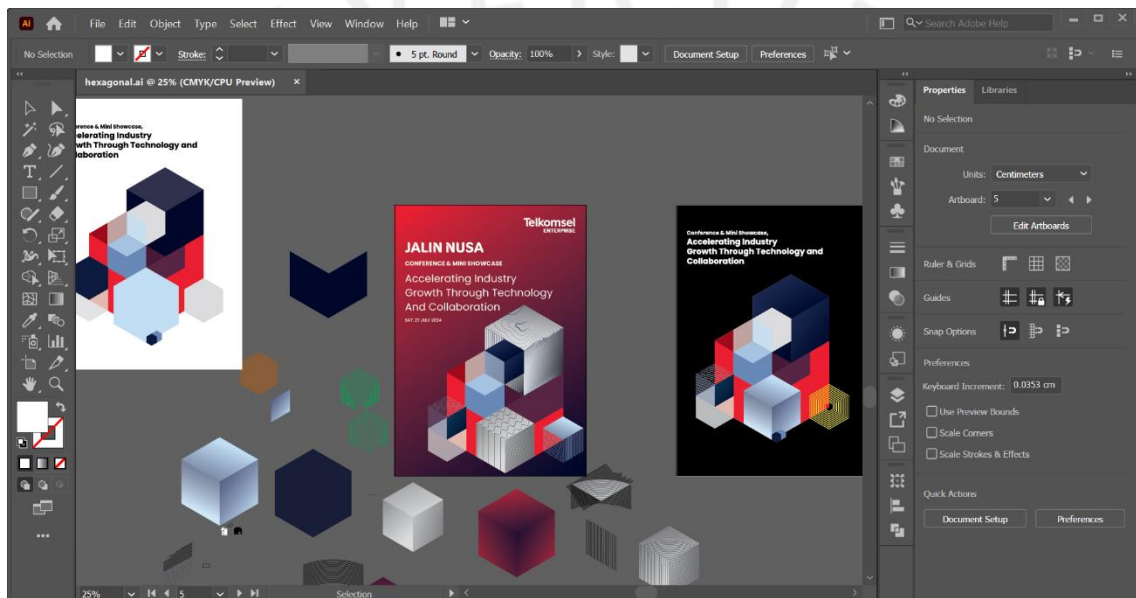 Ai File Edit Object Type Select Effect View Window Help Search Adobe Help
No Selection Stroke: 5 pt. Round Opacity: 100% Style: Document Setup Preferences
hexagonal.ai @ 25% (CMYK/CPU Preview) ×
Properties Libraries
No Selection
Document
Units: Centimeters
Artboard: 5
Edit Artboards
Ruler & Grids
Guides
Snap Options
Preferences
Keyboard Increment: 0.0353 cm
Use Preview Bounds
Scale Corners
Scale Strokes & Effects
Quick Actions
Document Setup Preferences
erence & Mini Showcase,
elerating Industry
wth Through Technology and
laboration
Telkomsel
ENTERPRISE
JALIN NUSA
CONFERENCE & MINI SHOWCASE
Accelerating Industry
Growth Through Technology
And Collaboration
SAT, 27 JULY 2024
Conference & Mini Showcase,
Accelerating Industry
Growth Through Technology and
Collaboration
25% 5 Selection